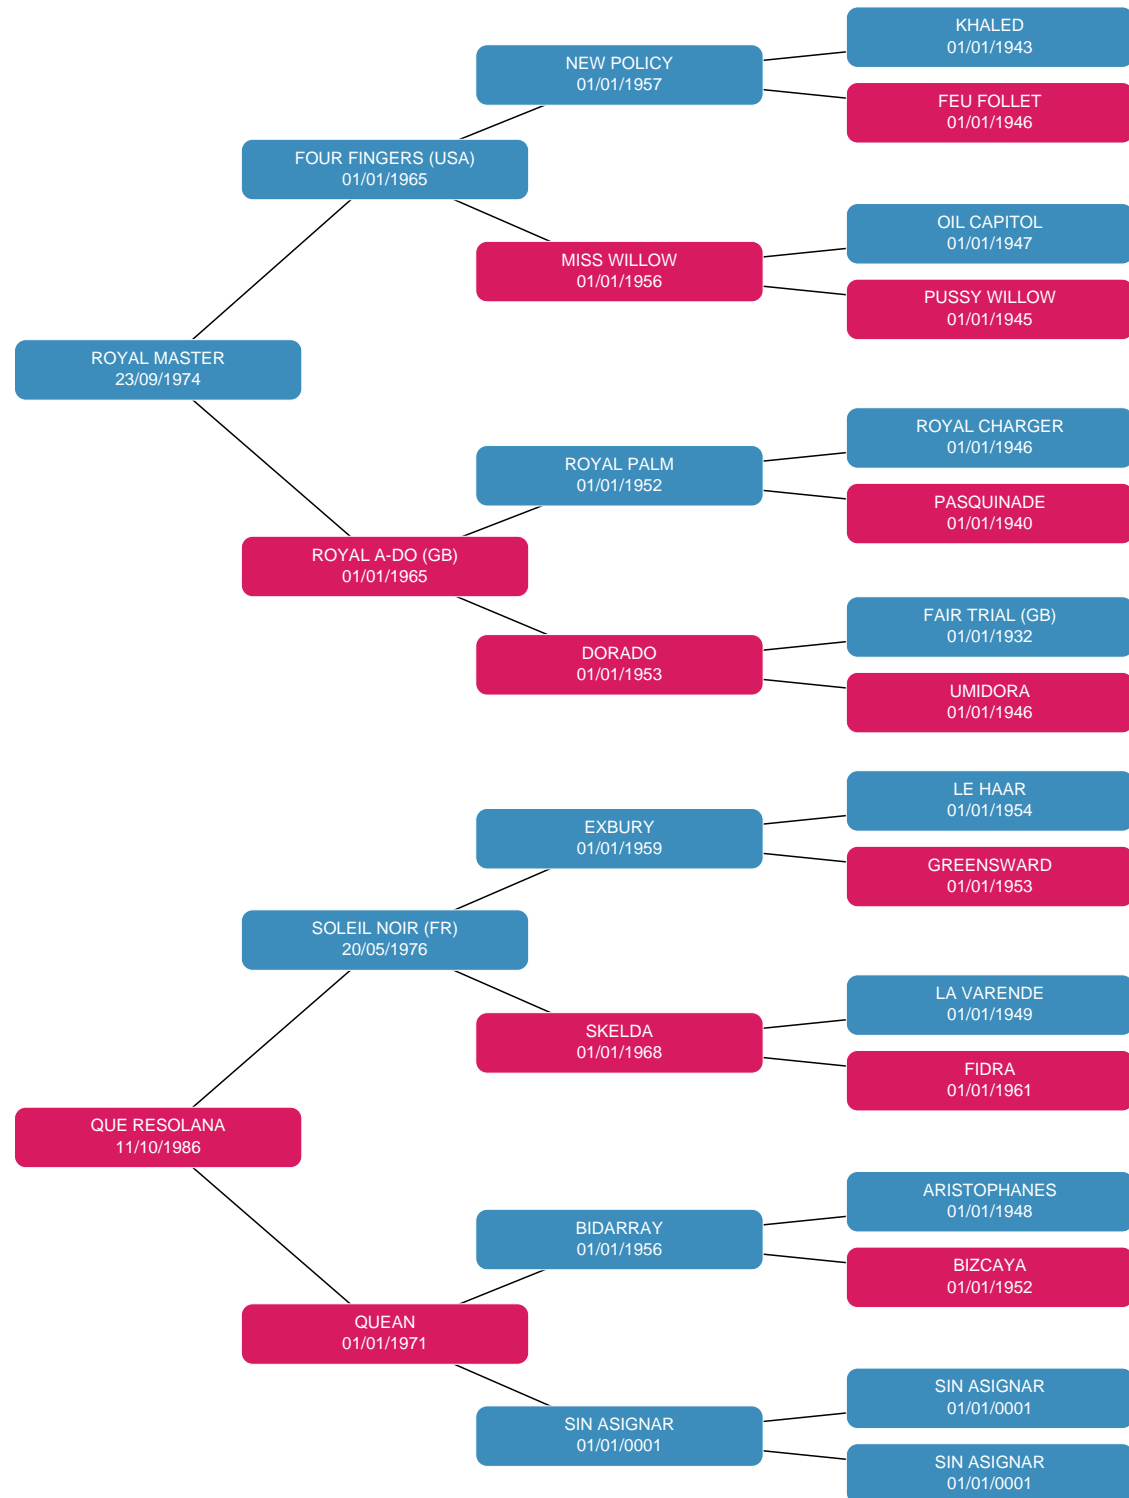 KHALED
01/01/1943
NEW POLICY
01/01/1957
FEU FOLLET
01/01/1946
FOUR FINGERS (USA)
01/01/1965
OIL CAPITOL
01/01/1947
MISS WILLOW
01/01/1956
PUSSY WILLOW
01/01/1945
ROYAL MASTER
23/09/1974
ROYAL CHARGER
01/01/1946
ROYAL PALM
01/01/1952
PASQUINADE
01/01/1940
ROYAL A-DO (GB)
01/01/1965
FAIR TRIAL (GB)
01/01/1932
DORADO
01/01/1953
UMIDORA
01/01/1946
LE HAAR
01/01/1954
EXBURY
01/01/1959
GREENSWARD
01/01/1953
SOLEIL NOIR (FR)
20/05/1976
LA VARENDE
01/01/1949
SKELDA
01/01/1968
FIDRA
01/01/1961
QUE RESOLANA
11/10/1986
ARISTOPHANES
01/01/1948
BIDARRAY
01/01/1956
BIZCAYA
01/01/1952
QUEAN
01/01/1971
SIN ASIGNAR
01/01/0001
SIN ASIGNAR
01/01/0001
SIN ASIGNAR
01/01/0001